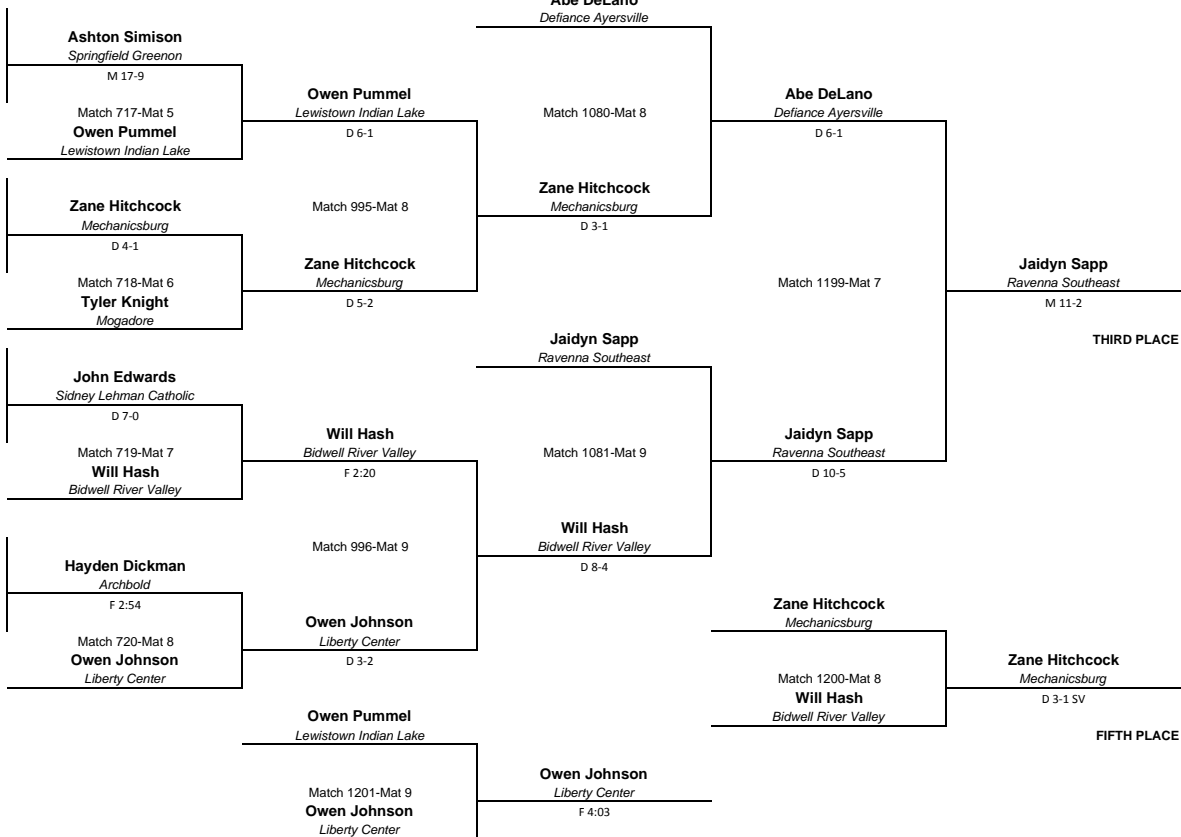 Abe DeLano
Defiance Ayersville
Ashton Simison
Springfield Greenon
M 17-9
Match 717-Mat 5
Owen Pummel
Lewistown Indian Lake
Owen Pummel
Lewistown Indian Lake
D 6-1
Match 1080-Mat 8
Abe DeLano
Defiance Ayersville
D 6-1
Zane Hitchcock
Mechanicsburg
D 4-1
Match 718-Mat 6
Tyler Knight
Mogadore
Match 995-Mat 8
Zane Hitchcock
Mechanicsburg
D 5-2
Zane Hitchcock
Mechanicsburg
D 3-1
Match 1199-Mat 7
Jaidyn Sapp
Ravenna Southeast
M 11-2
THIRD PLACE
John Edwards
Sidney Lehman Catholic
D 7-0
Match 719-Mat 7
Will Hash
Bidwell River Valley
Will Hash
Bidwell River Valley
F 2:20
Jaidyn Sapp
Ravenna Southeast
Match 1081-Mat 9
Jaidyn Sapp
Ravenna Southeast
D 10-5
Hayden Dickman
Archbold
F 2:54
Match 720-Mat 8
Owen Johnson
Liberty Center
Match 996-Mat 9
Owen Johnson
Liberty Center
D 3-2
Will Hash
Bidwell River Valley
D 8-4
Zane Hitchcock
Mechanicsburg
Match 1200-Mat 8
Will Hash
Bidwell River Valley
Zane Hitchcock
Mechanicsburg
D 3-1 SV
FIFTH PLACE
Owen Pummel
Lewistown Indian Lake
Match 1201-Mat 9
Owen Johnson
Liberty Center
Owen Johnson
Liberty Center
F 4:03